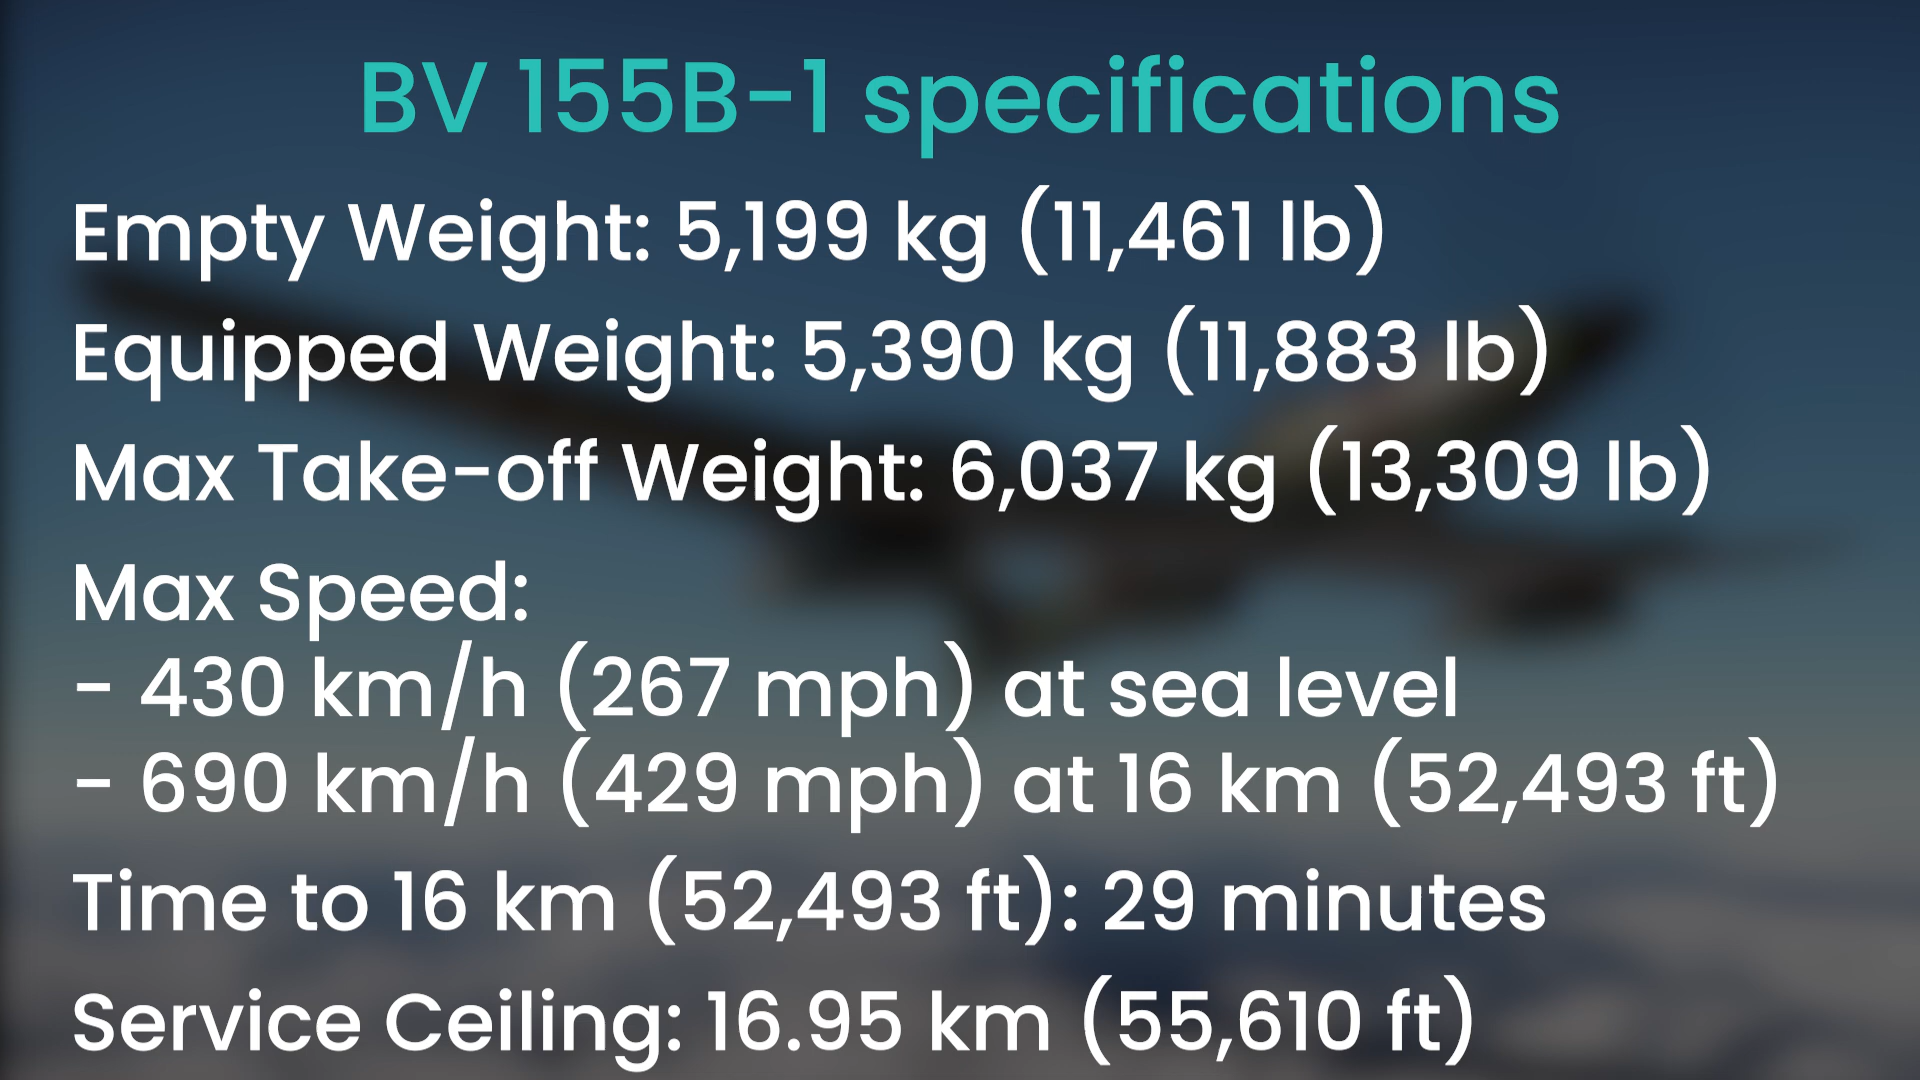 BV 155B-1 specifications
Empty Weight: 5,199 kg (11,461 lb)
Equipped Weight: 5,390 kg (11,883 lb)
Max Take-off Weight: 6,037 kg (13,309 lb)
Max Speed:
- 430 km/h (267 mph) at sea level
- 690 km/h (429 mph) at 16 km (52,493 ft)
Time to 16 km (52,493 ft): 29 minutes
Service Ceiling: 16.95 km (55,610 ft)